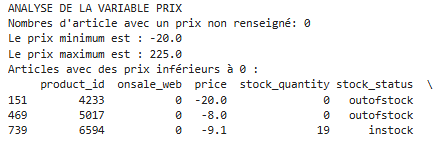 ANALYSE DE LA VARIABLE PRIX
Nombres d'article avec un prix non renseigné: 0
Le prix minimum est : -20.0
Le prix maximum est : 225.0
Articles avec des prix inférieurs à 0 :
product_id onsale_web price stock_quantity stock_status \
151 4233 0 -20.0 0 outofstock
469 5017 0 -8.0 0 outofstock
739 6594 0 -9.1 19 instock